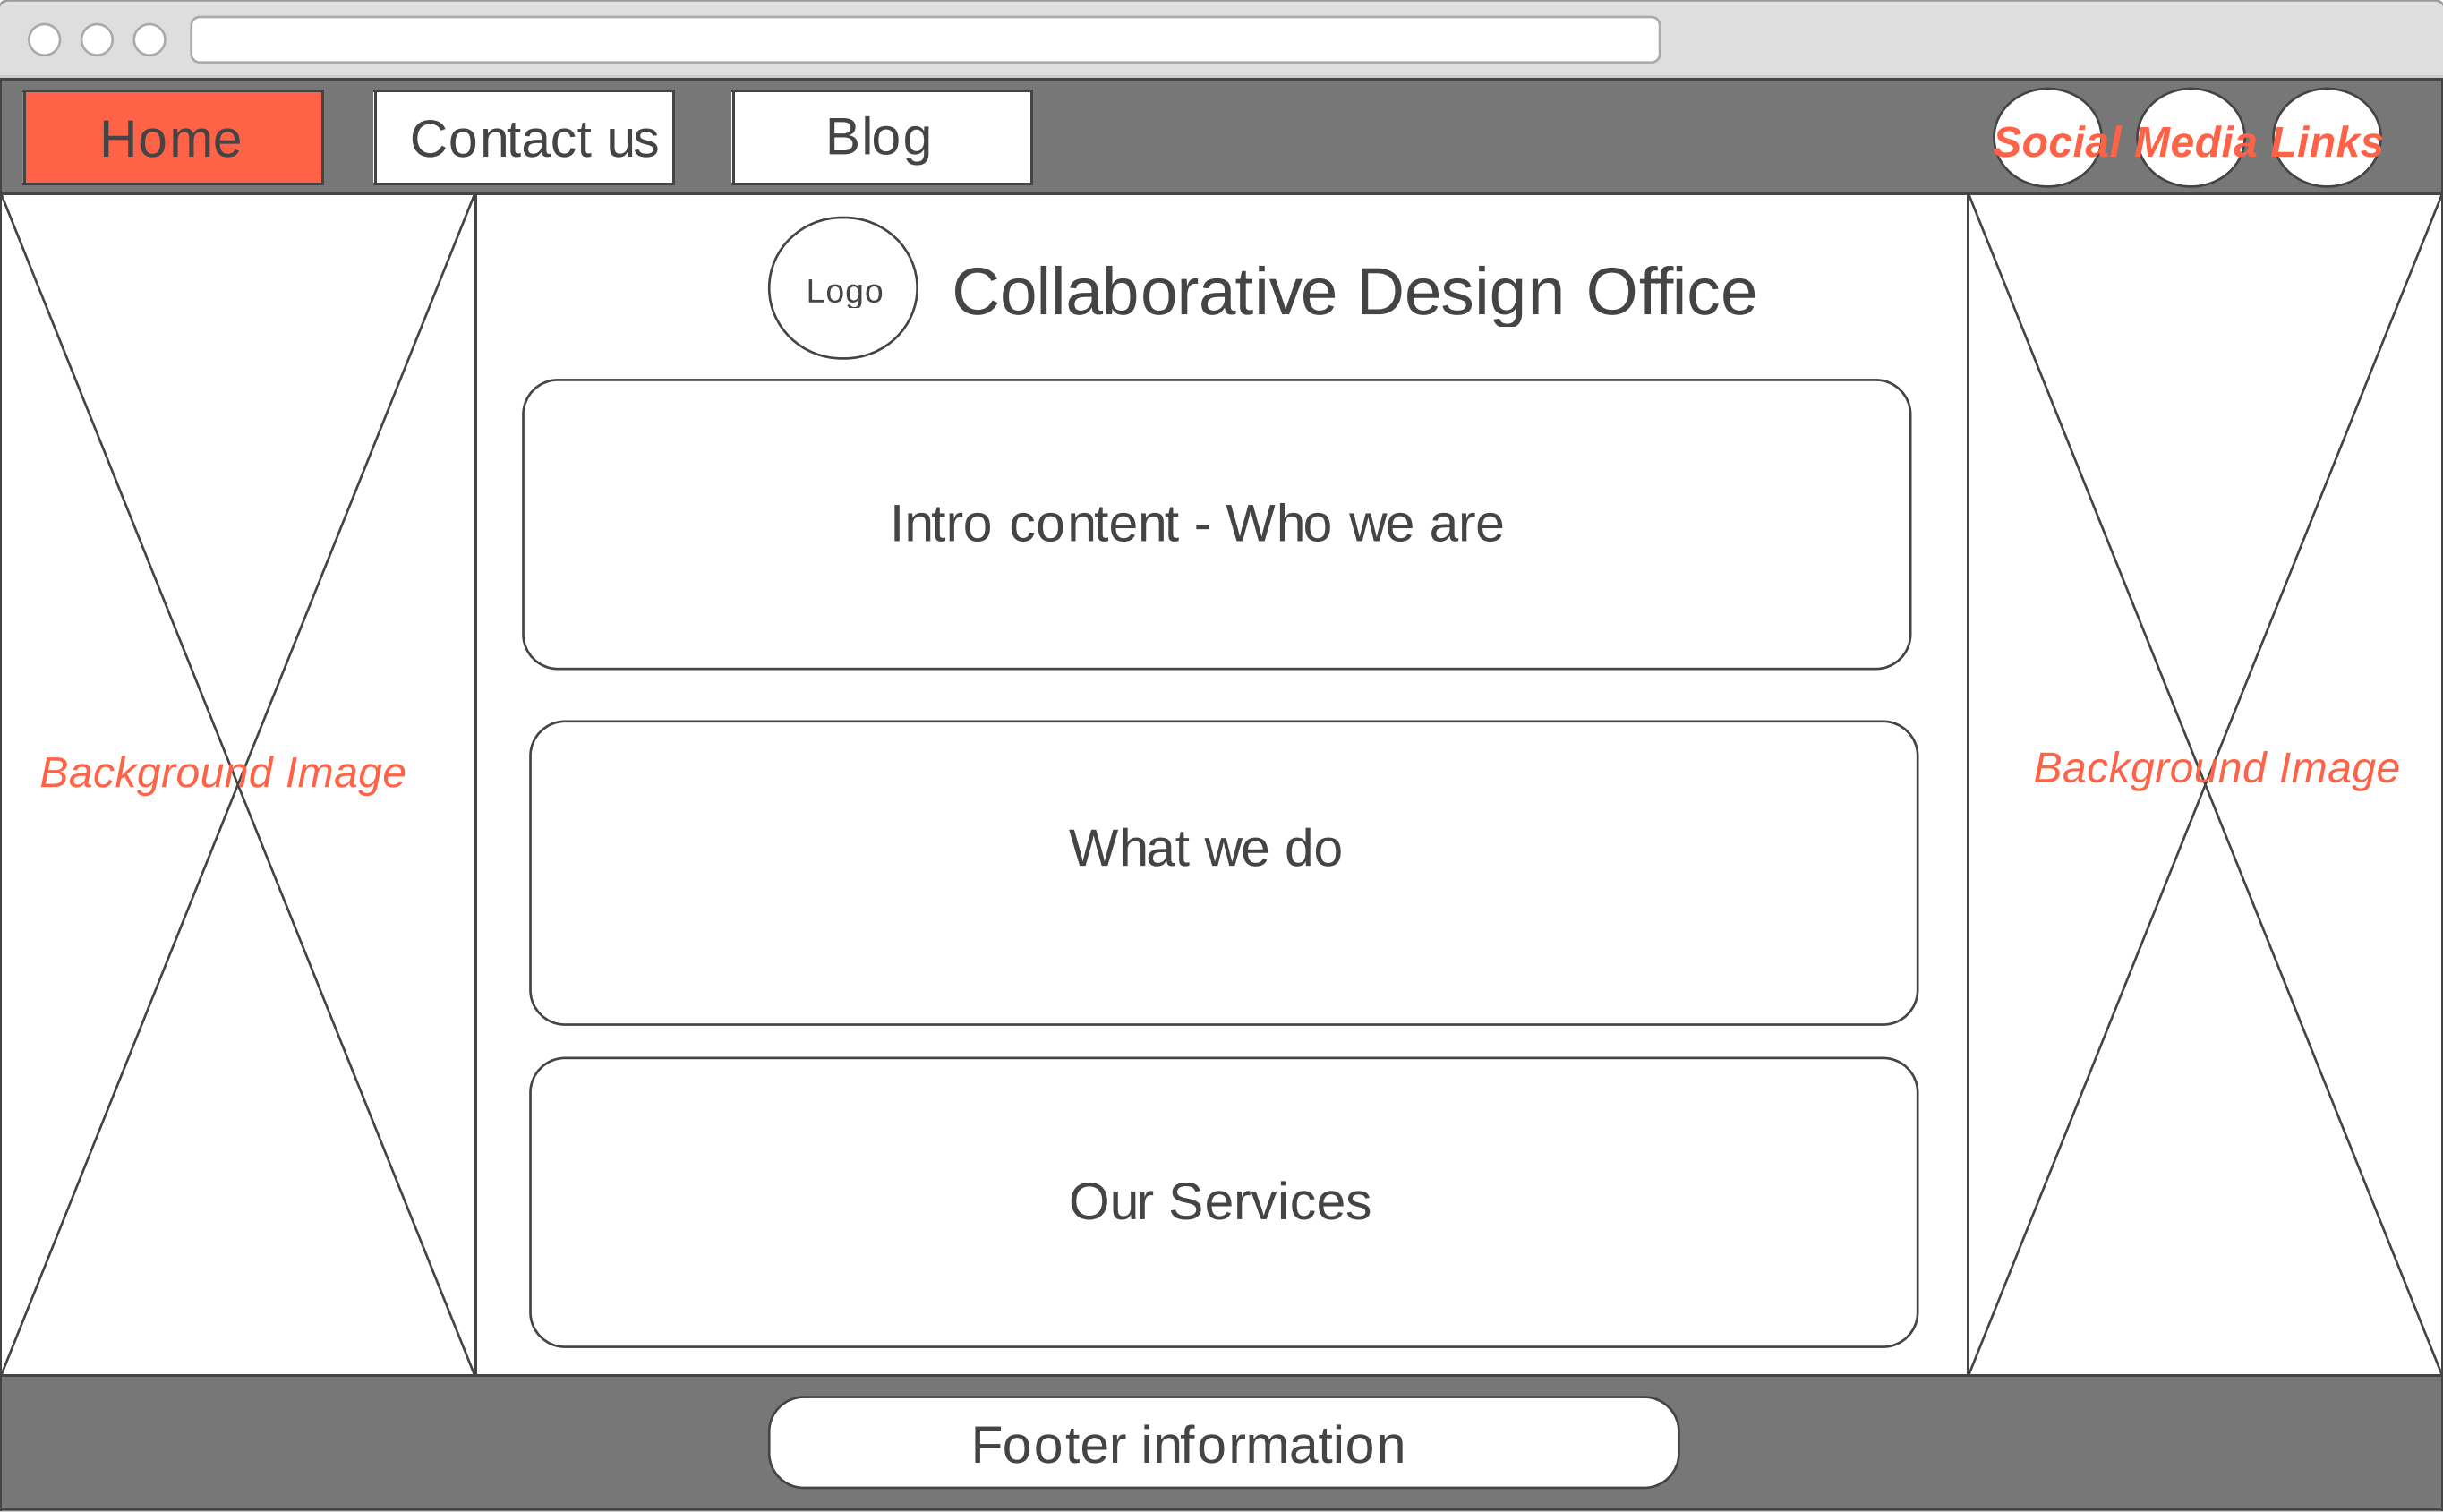 Home
Contact us
Blog
Social Media Links
Logo
Collaborative Design Office
Intro content - Who we are
Background Image
Background Image
What we do
Our Services
Footer information